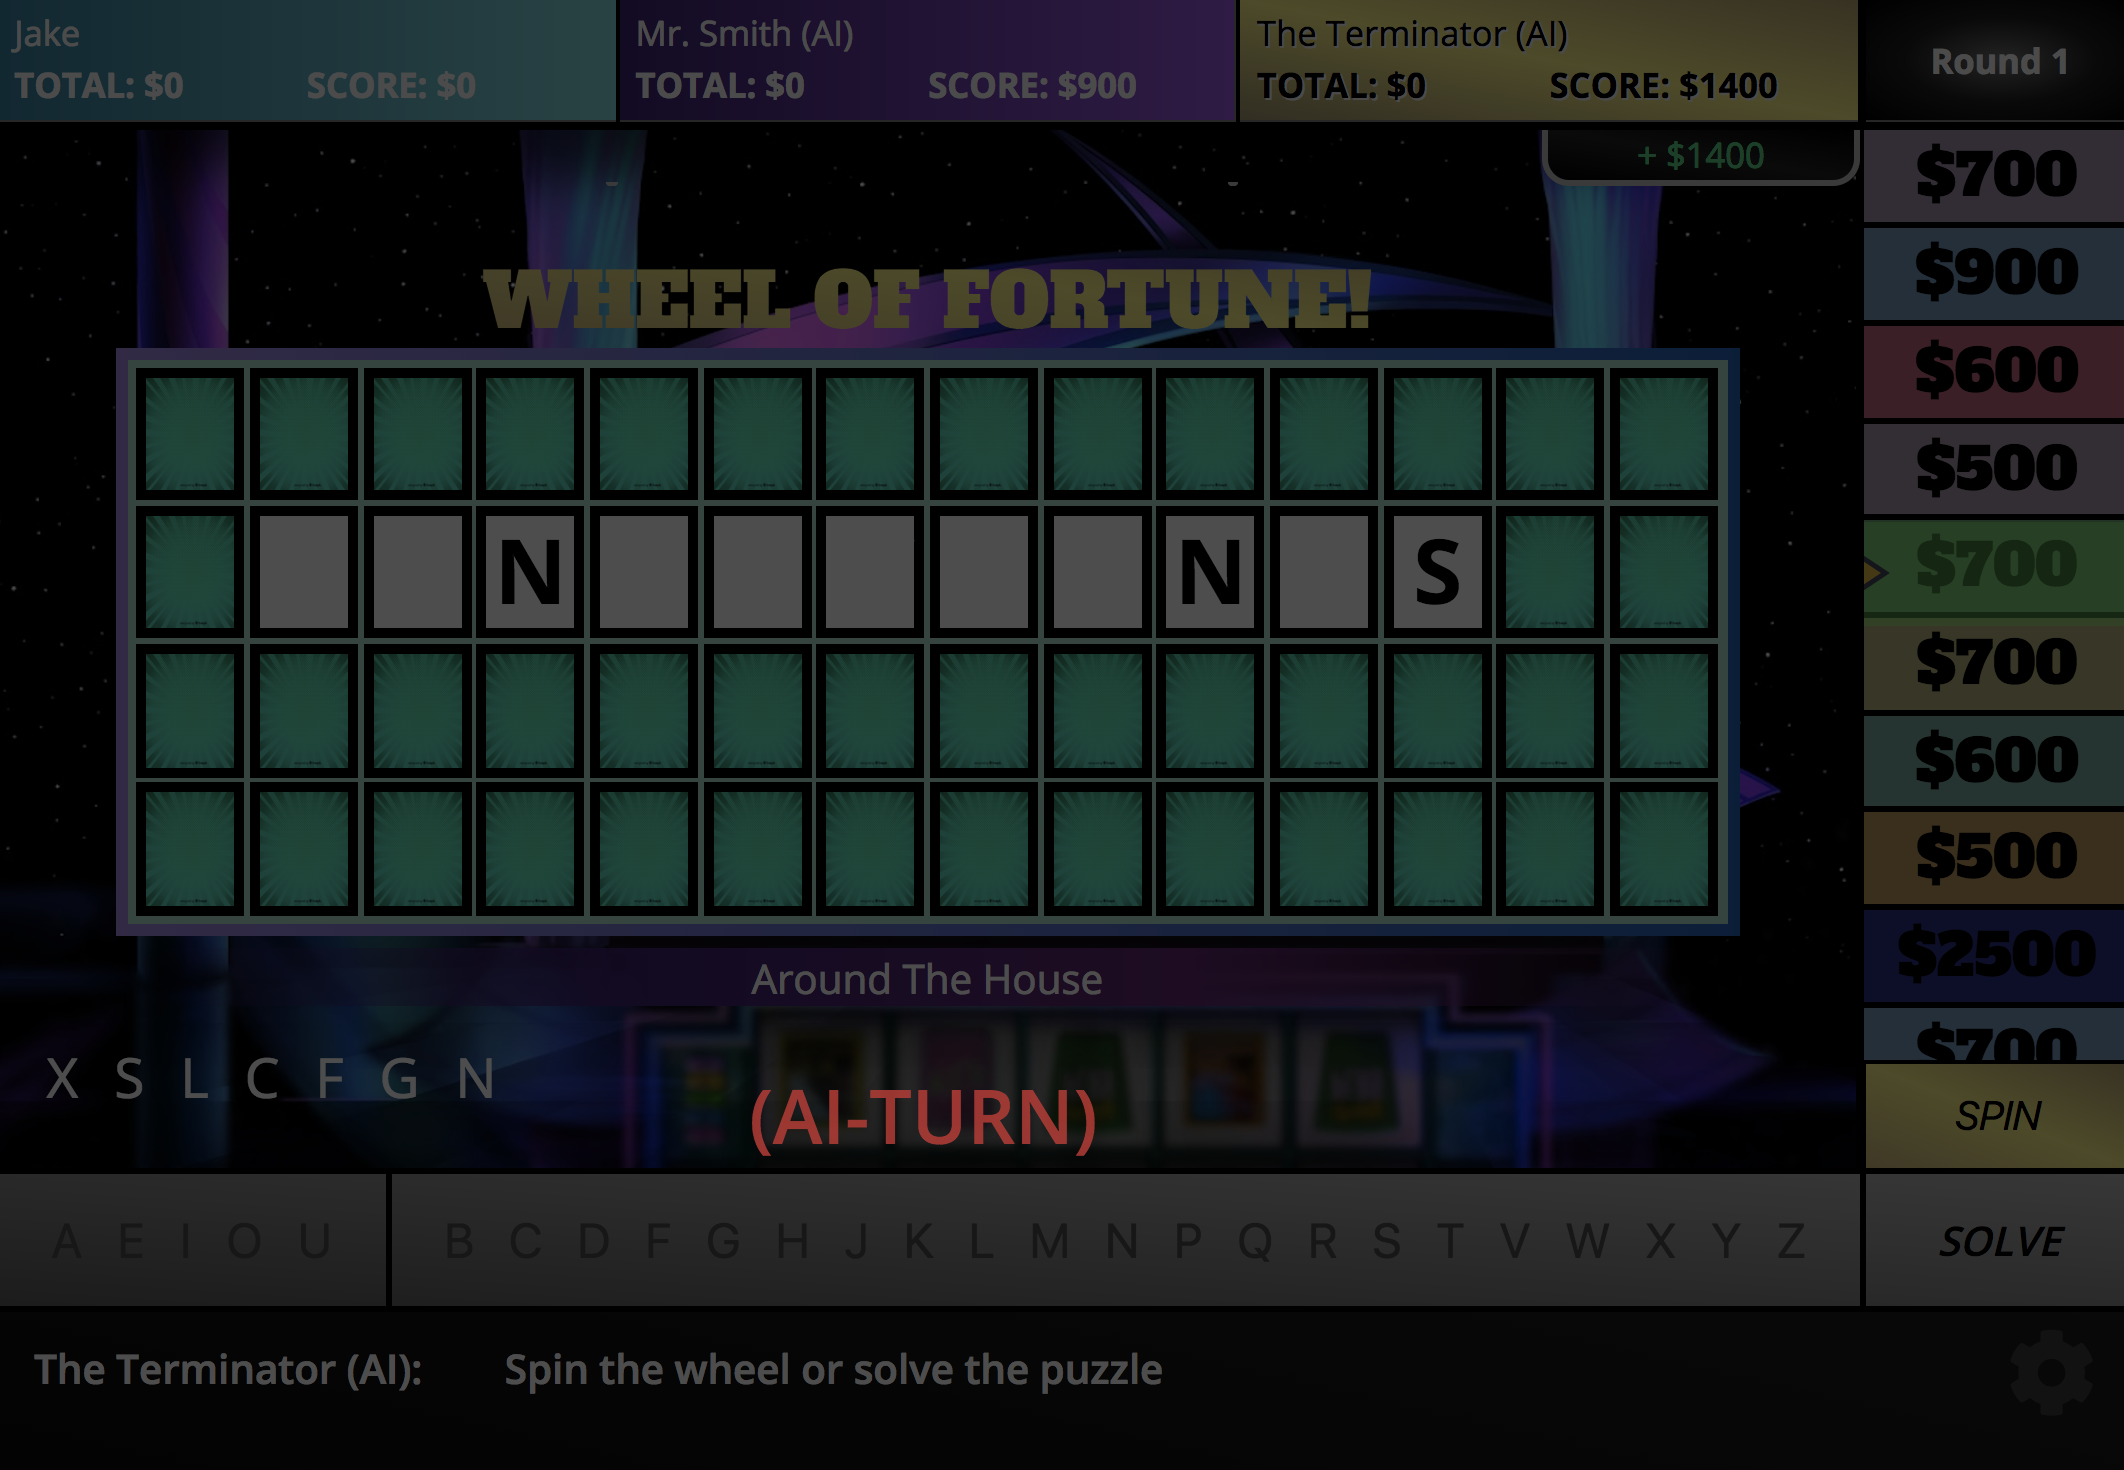 Jake
TOTAL: $0 SCORE: $0
Mr. Smith (AI)
TOTAL: $0 SCORE: $900
The Terminator (AI)
TOTAL: $0 SCORE: $1400
Round 1
+ $1400
WHEEL OF FORTUNE!
N N S
Around The House
X S L C F G N
(AI-TURN)
$700
$900
$600
$500
$700
$700
$600
$500
$2500
$700
SPIN
A E I O U B C D F G H J K L M N P Q R S T V W X Y Z
SOLVE
The Terminator (AI): Spin the wheel or solve the puzzle